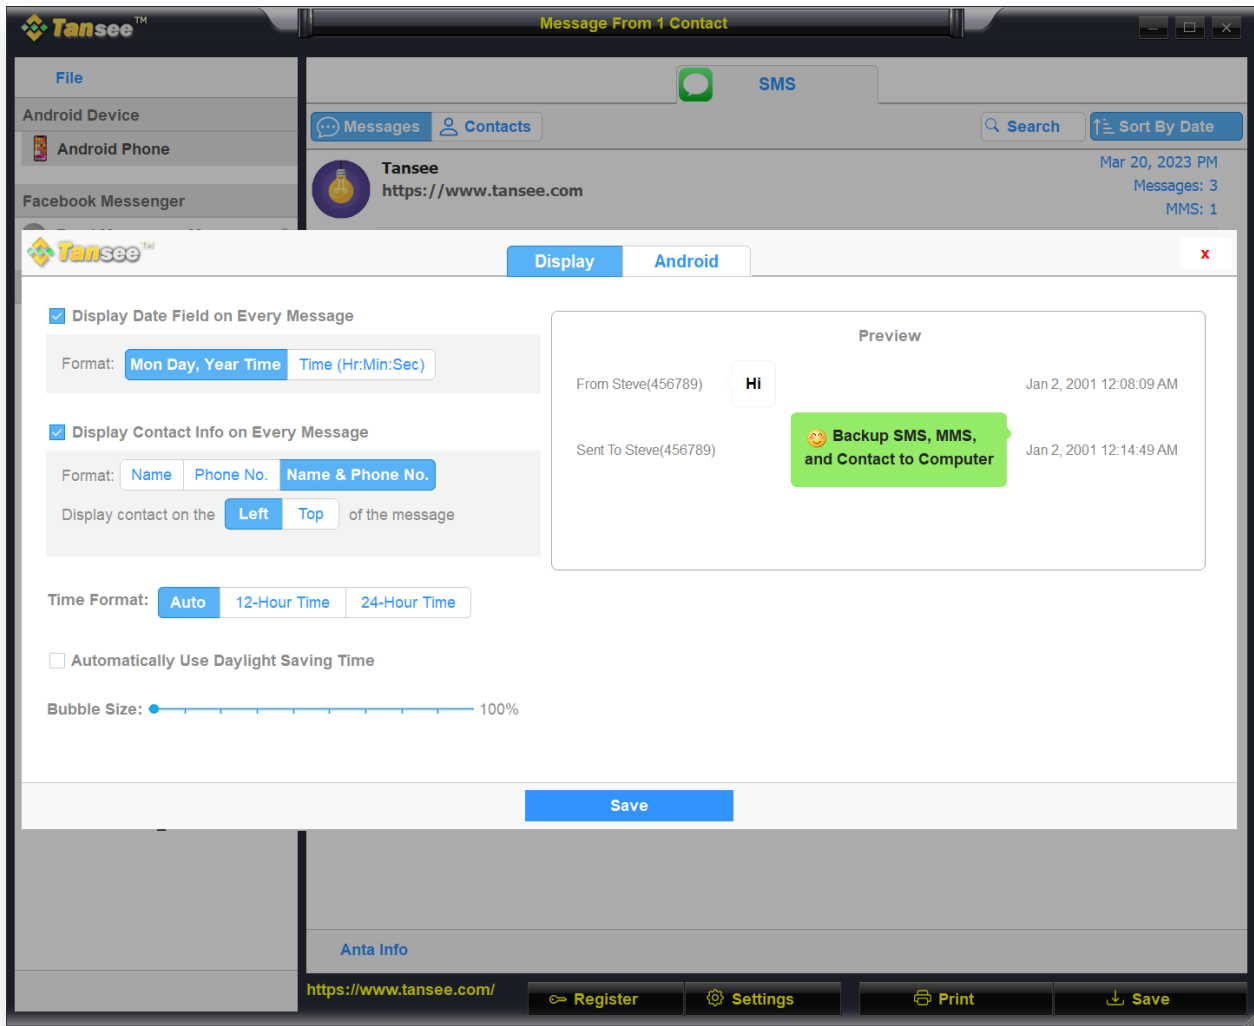 Tansee™
Message From 1 Contact
File
SMS
Android Device
Messages
Contacts
Search
Sort By Date
Android Phone
Tansee
https://www.tansee.com
Mar 20, 2023 PM
Messages: 3
MMS: 1
Facebook Messenger
Tansee™
Display
Android
x
Display Date Field on Every Message
Format: Mon Day, Year Time Time (Hr:Min:Sec)
Display Contact Info on Every Message
Format: Name Phone No. Name & Phone No.
Display contact on the Left Top of the message
Time Format: Auto 12-Hour Time 24-Hour Time
Automatically Use Daylight Saving Time
Bubble Size: 100%
Preview
From Steve(456789) Hi Jan 2, 2001 12:08:09 AM
Sent To Steve(456789)
Backup SMS, MMS,
and Contact to Computer
Jan 2, 2001 12:14:49 AM
Save
Anta Info
https://www.tansee.com/
Register
Settings
Print
Save